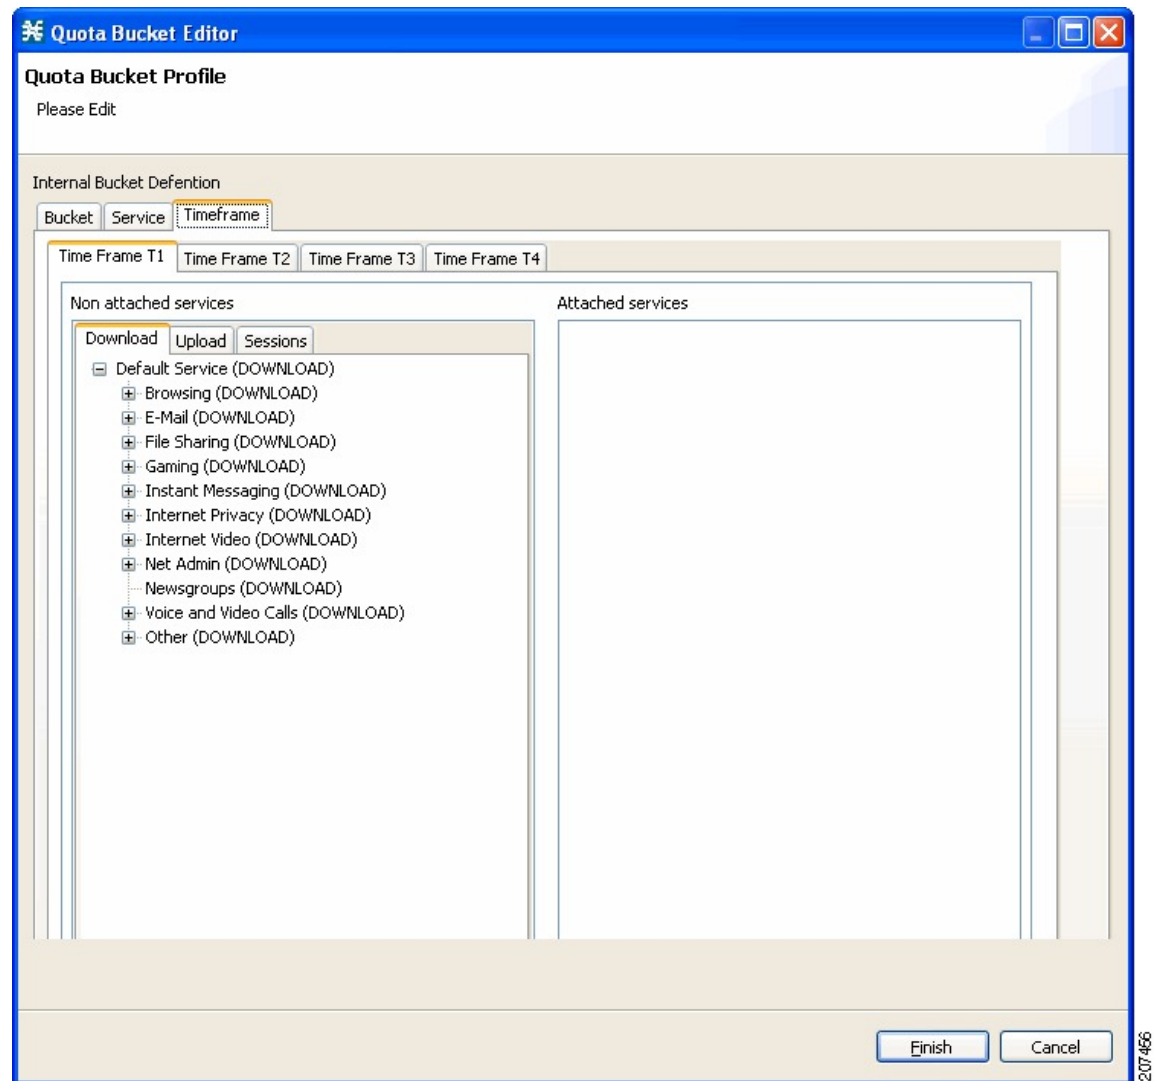 Quota Bucket Editor
Quota Bucket Profile
Please Edit
Internal Bucket Defention
Bucket Service Timeframe
Time Frame T1 Time Frame T2 Time Frame T3 Time Frame T4
Non attached services Attached services
Download Upload Sessions
Default Service (DOWNLOAD)
Browsing (DOWNLOAD)
E-Mail (DOWNLOAD)
File Sharing (DOWNLOAD)
Gaming (DOWNLOAD)
Instant Messaging (DOWNLOAD)
Internet Privacy (DOWNLOAD)
Internet Video (DOWNLOAD)
Net Admin (DOWNLOAD)
Newsgroups (DOWNLOAD)
Voice and Video Calls (DOWNLOAD)
Other (DOWNLOAD)
Finish Cancel
207466